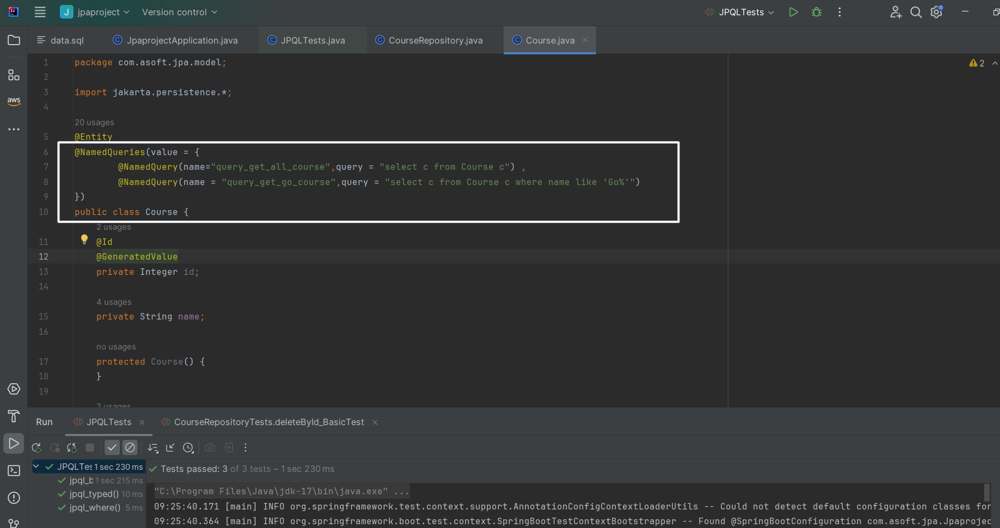 J jpaproject Version control JPQLTests
data.sql JpaprojectApplication.java JPQLTests.java CourseRepository.java Course.java
1 package com.asoft.jpa.model; 2
2
3 import jakarta.persistence.*;
4
20 usages
5 @Entity
6 @NamedQueries(value = {
7 @NamedQuery(name="query_get_all_course",query = "select c from Course c") ,
8 @NamedQuery(name = "query_get_go_course",query = "select c from Course c where name like 'Go%'")
9 })
10 public class Course {
2 usages
11 @Id
12 @GeneratedValue
13 private Integer id;
14
4 usages
15 private String name;
16
no usages
17 protected Course() {
18 }
19
2 usages
aws
Run JPQLTests CourseRepositoryTests.deleteById_BasicTest
JPQLTes 1 sec 230 ms Tests passed: 3 of 3 tests – 1 sec 230 ms
jpql_b 1 sec 215 ms
jpql_typed() 10 ms
jpql_where() 5 ms
"C:\Program Files\Java\jdk-17\bin\java.exe" ...
09:25:40.171 [main] INFO org.springframework.test.context.support.AnnotationConfigContextLoaderUtils -- Could not detect default configuration classes for
09:25:40.364 [main] INFO org.springframework.boot.test.context.SpringBootTestContextBootstrapper -- Found @SpringBootConfiguration com.asoft.jpa.Jpaprojec